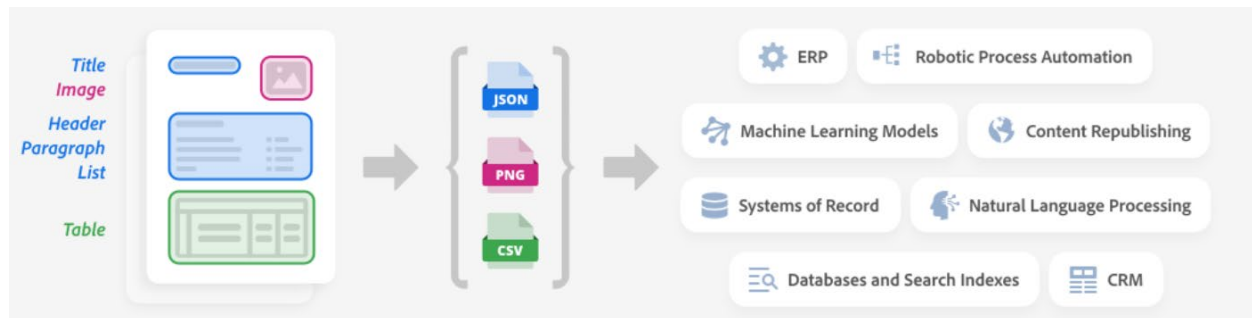 Title
Image
Header
Paragraph
List
Table
JSON
PNG
CSV
ERP
Robotic Process Automation
Machine Learning Models
Content Republishing
Systems of Record
Natural Language Processing
Databases and Search Indexes
CRM